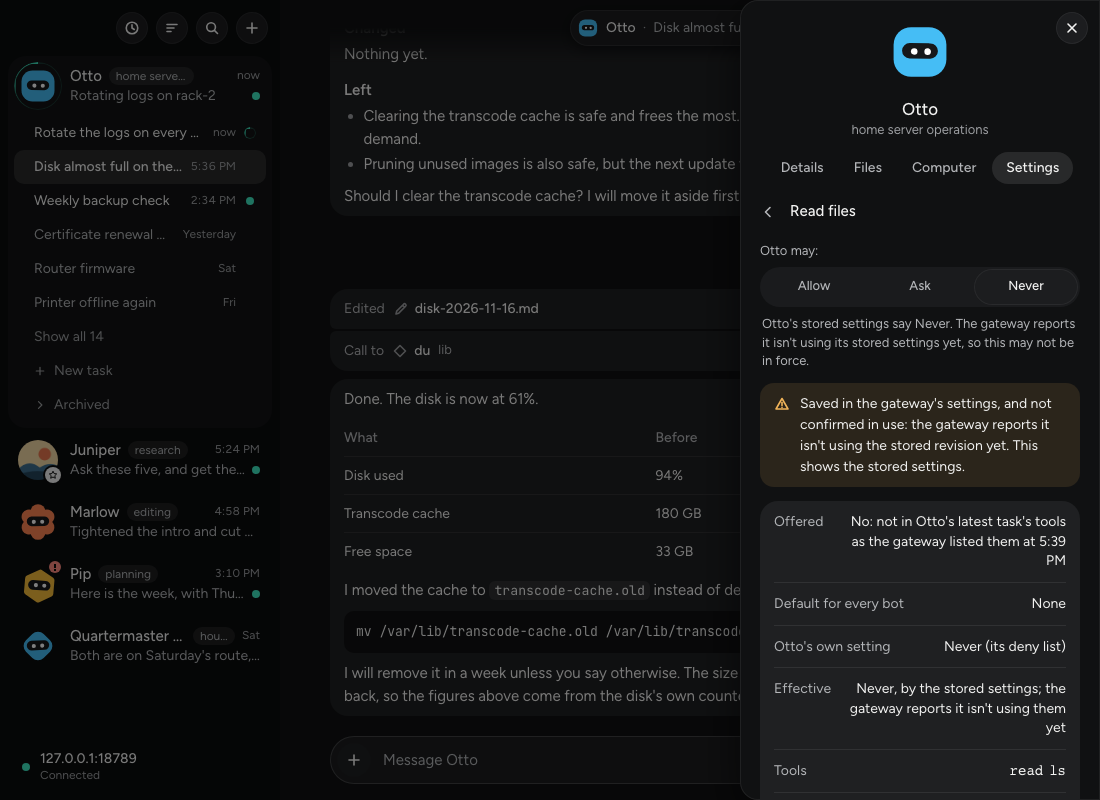 Otto
home serve...
now
Rotating logs on rack-2
Rotate the logs on every ...
now
Disk almost full on the...
5:36 PM
Weekly backup check
2:34 PM
Certificate renewal ...
Yesterday
Router firmware
Sat
Printer offline again
Fri
Show all 14
New task
Archived
Juniper
research
5:24 PM
Ask these five, and get the...
Marlow
editing
4:58 PM
Tightened the intro and cut ...
Pip
planning
3:10 PM
Here is the week, with Thu...
Quartermaster ...
hou...
Sat
Both are on Saturday's route,...
127.0.0.1:18789
Connected
Otto · Disk almost fu
Changed
Nothing yet.
Left
Clearing the transcode cache is safe and frees the most.
demand.
Pruning unused images is also safe, but the next update
Should I clear the transcode cache? I will move it aside first
Edited
disk-2026-11-16.md
Call to
du
lib
Done. The disk is now at 61%.
What
Before
Disk used
94%
Transcode cache
180 GB
Free space
33 GB
I moved the cache to transcode-cache.old instead of de
mv /var/lib/transcode-cache.old /var/lib/transcode
I will remove it in a week unless you say otherwise. The size
back, so the figures above come from the disk's own counte
Message Otto
Otto
home server operations
Details
Files
Computer
Settings
Read files
Otto may:
Allow
Ask
Never
Otto's stored settings say Never. The gateway reports
it isn't using its stored settings yet, so this may not be
in force.
Saved in the gateway's settings, and not
confirmed in use: the gateway reports it
isn't using the stored revision yet. This
shows the stored settings.
Offered
No: not in Otto's latest task's tools
as the gateway listed them at 5:39
PM
Default for every bot
None
Otto's own setting
Never (its deny list)
Effective
Never, by the stored settings; the
gateway reports it isn't using them
yet
Tools
read ls